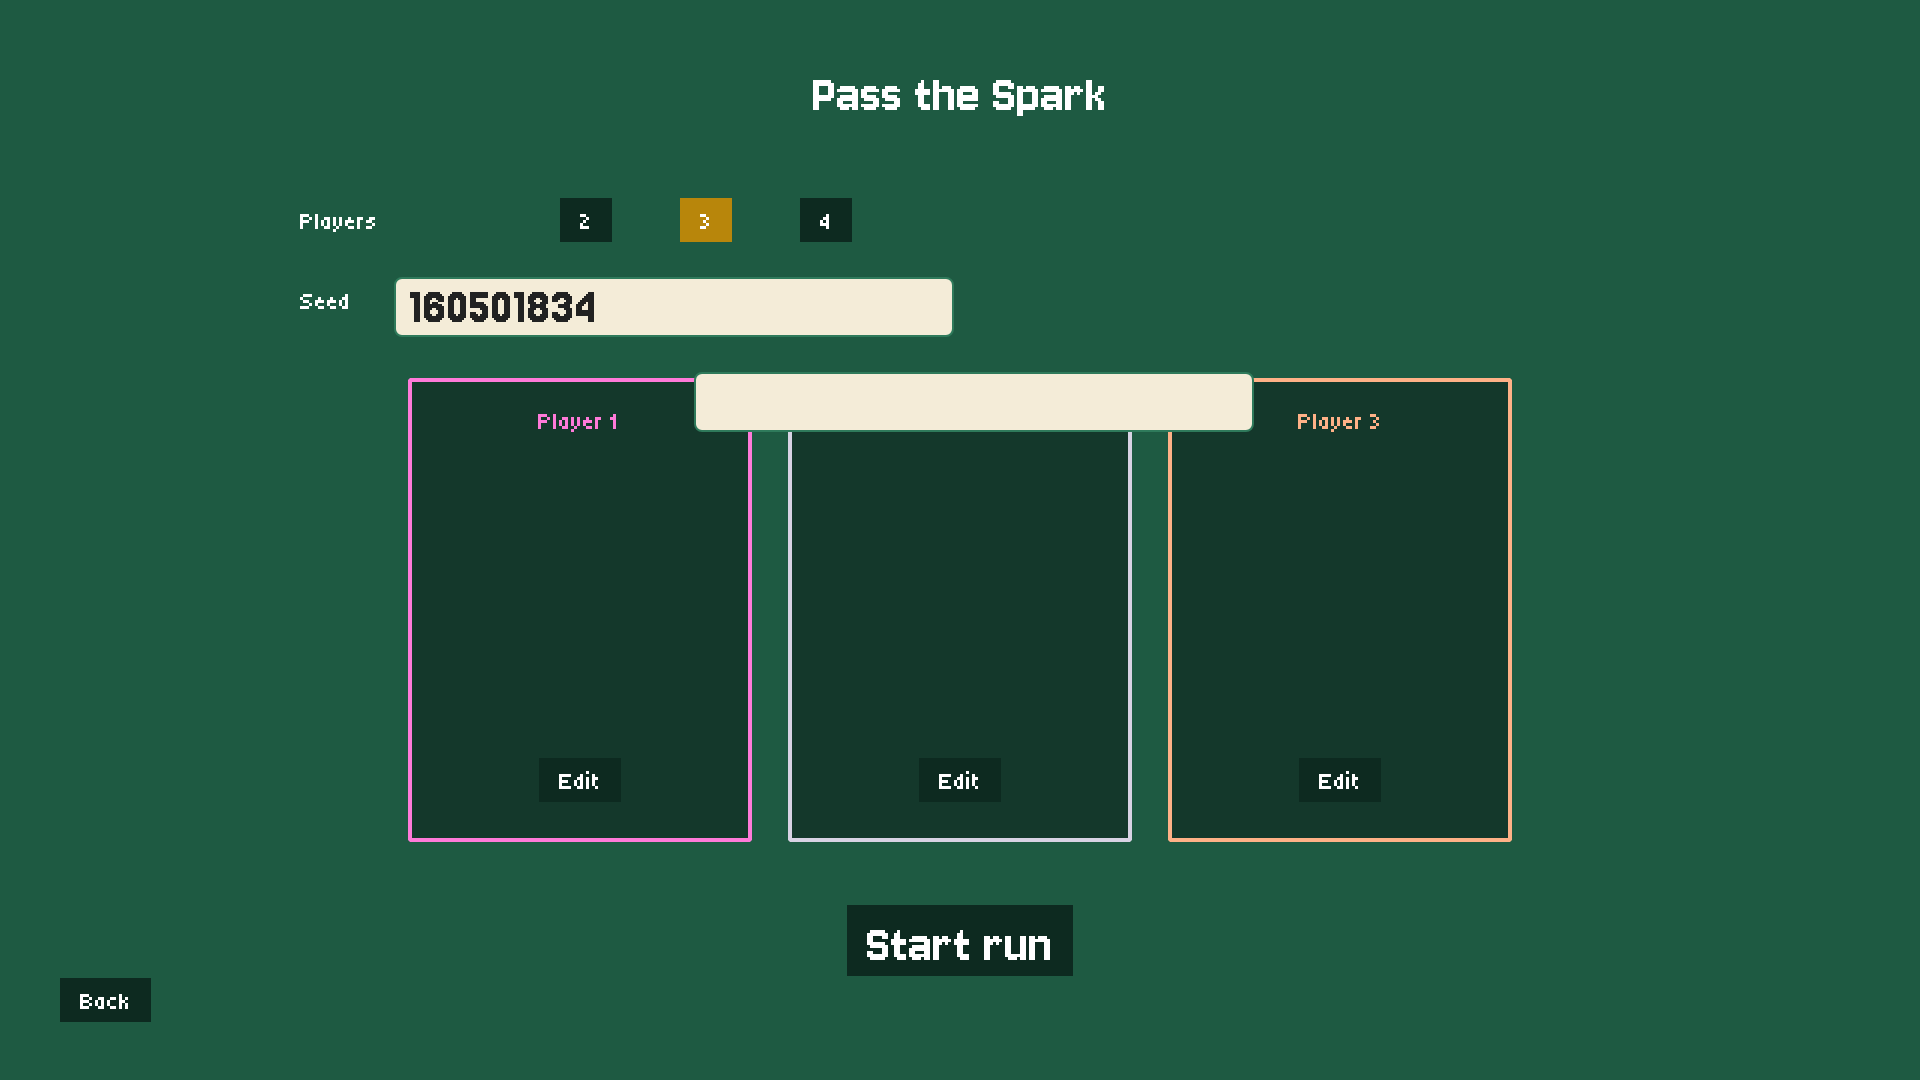 Pass the Spark
Players 2 3 4
Seed 160501834
Player 1 Player 3
Edit Edit Edit
Start run
Back